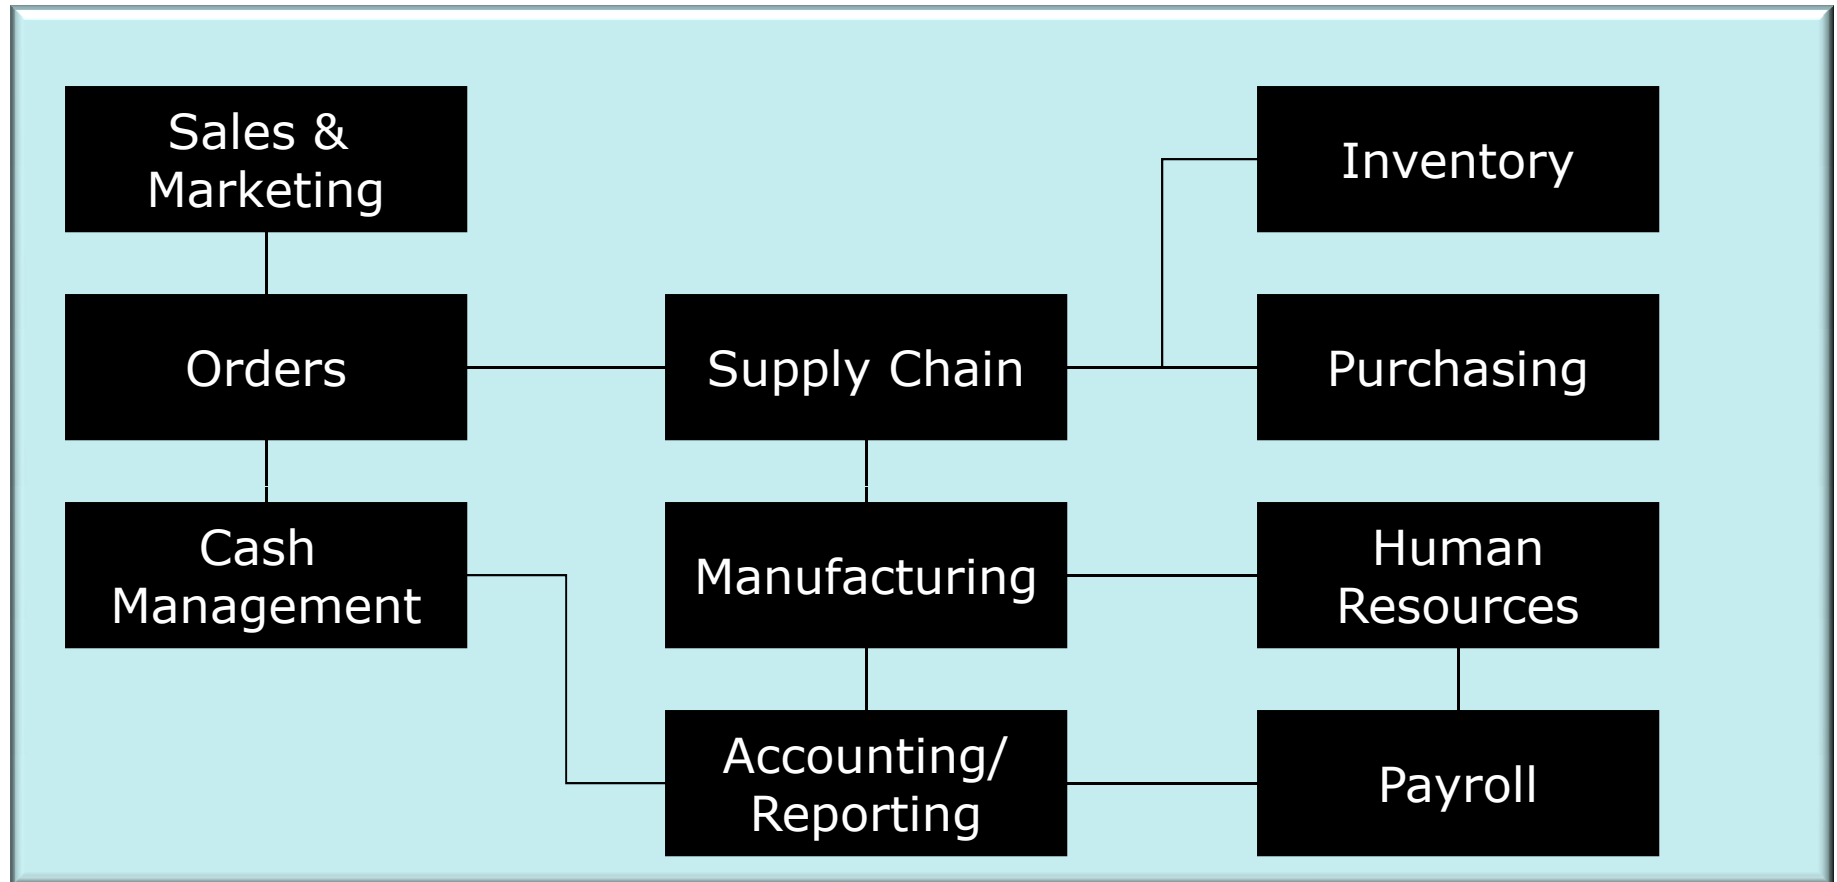 Sales &
Marketing
Inventory
Orders
Supply Chain
Purchasing
Cash
Management
Manufacturing
Human
Resources
Accounting/
Reporting
Payroll